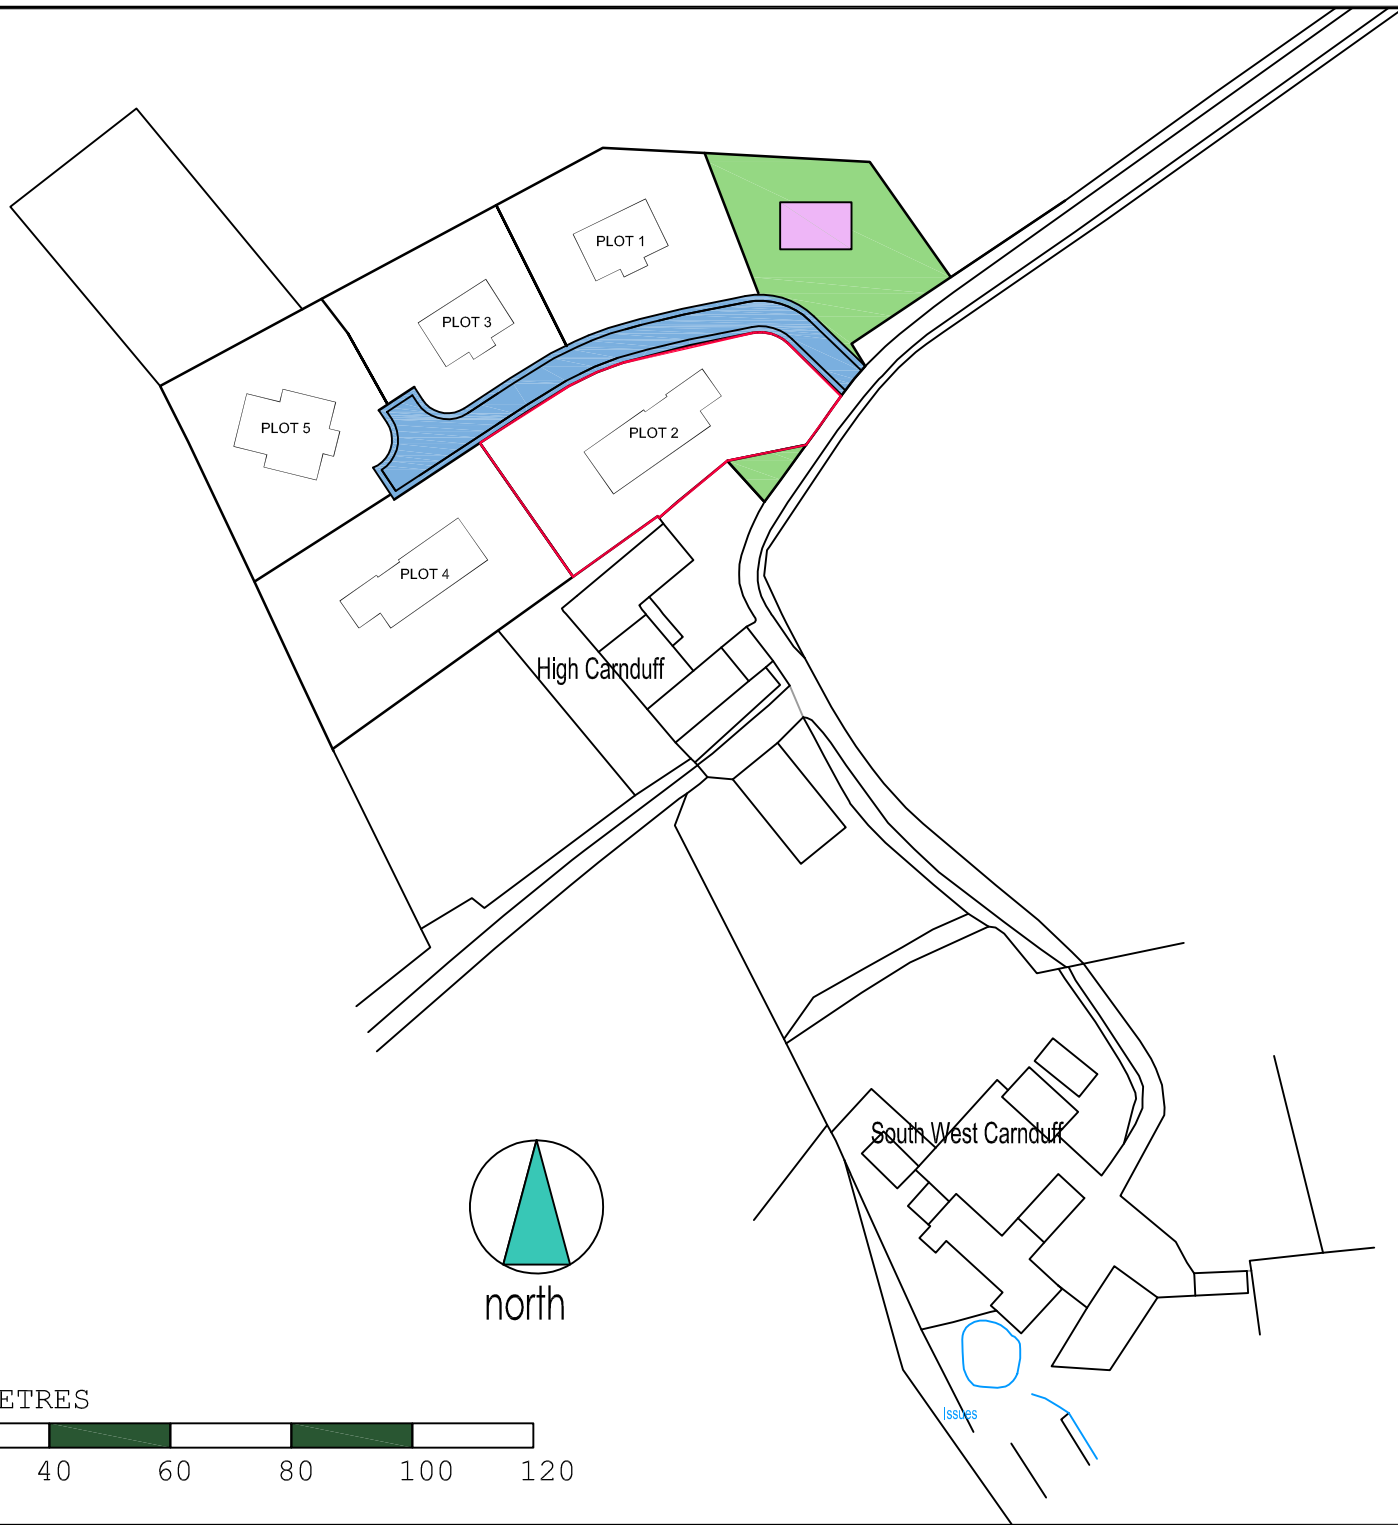 PLOT 1
PLOT 3
PLOT 5
PLOT 2
PLOT 4
High Carnduff
South West Carnduff
north
ETRES
40 60 80 100 120
Issues